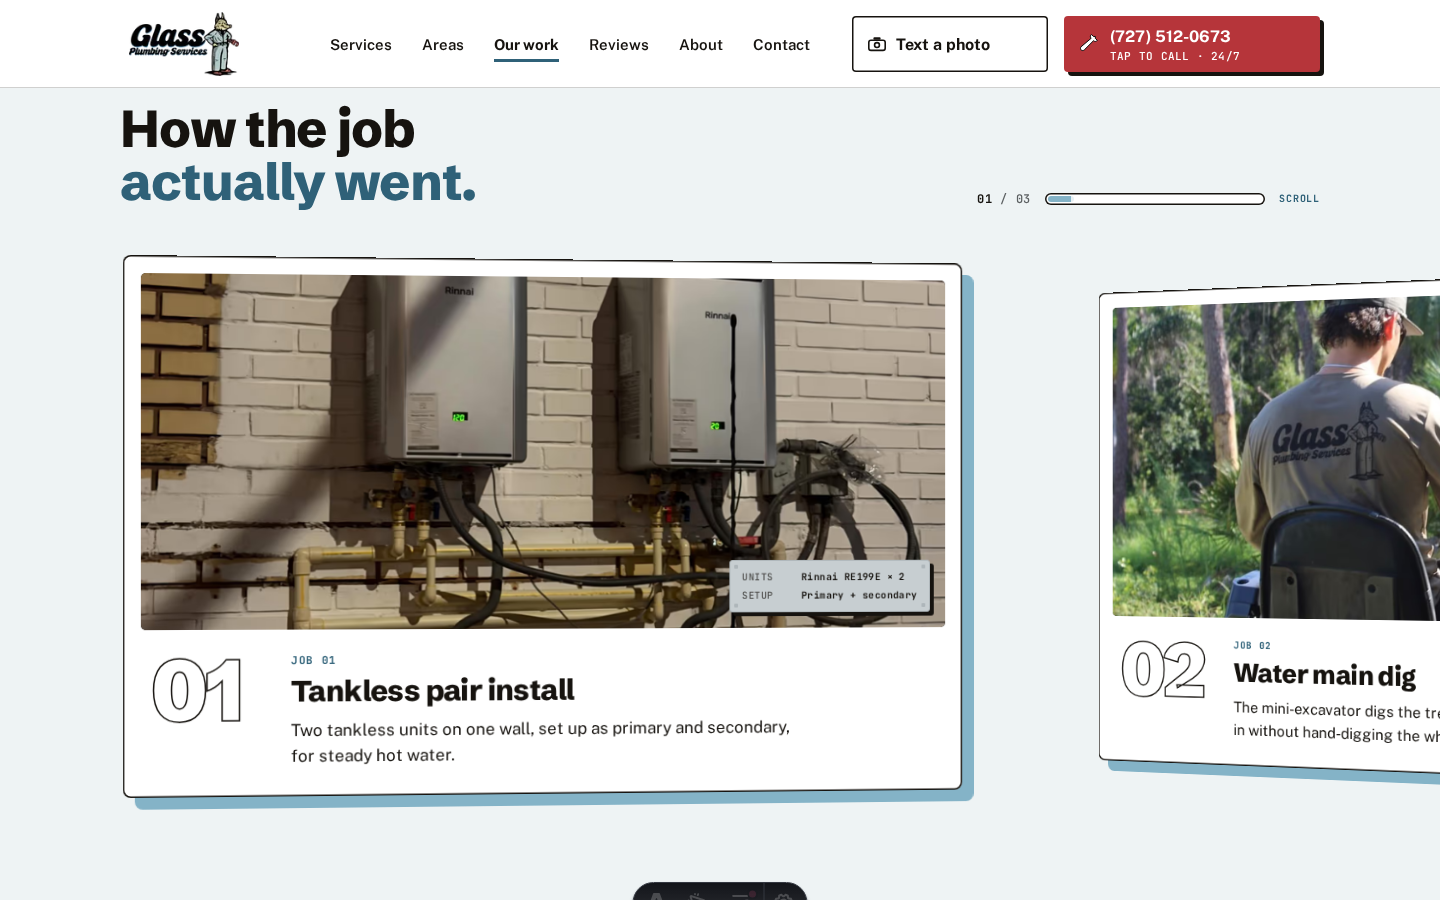 Glass
Plumbing Services
Services
Areas
Our work
Reviews
About
Contact
Text a photo
(727) 512-0673
TAP TO CALL · 24/7
How the job
actually went.
01 / 03
SCROLL
Rinnai
Rinnai
120
UNITS Rinnai RE199E × 2
SETUP Primary + secondary
01
JOB 01
Tankless pair install
Two tankless units on one wall, set up as primary and secondary,
for steady hot water.
Glass
Plumbing Services
02
JOB 02
Water main dig
The mini-excavator digs the
in without hand-digging the